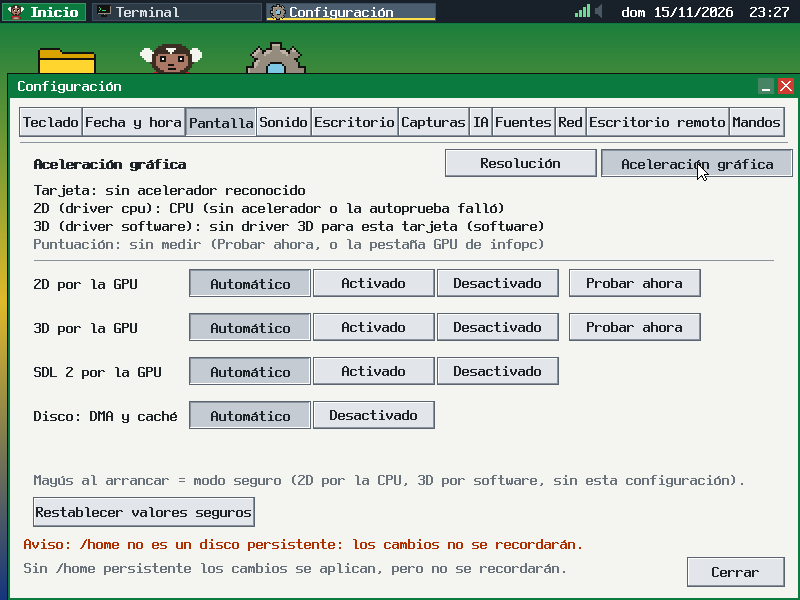 Inicio Terminal Configuración dom 15/11/2026 23:27
Configuración
Teclado Fecha y hora Pantalla Sonido Escritorio Capturas IA Fuentes Red Escritorio remoto Mandos
Aceleración gráfica Resolución Aceleración gráfica
Tarjeta: sin acelerador reconocido
2D (driver cpu): CPU (sin acelerador o la autoprueba falló)
3D (driver software): sin driver 3D para esta tarjeta (software)
Puntuación: sin medir (Probar ahora, o la pestaña GPU de infopc)
2D por la GPU Automático Activado Desactivado Probar ahora
3D por la GPU Automático Activado Desactivado Probar ahora
SDL 2 por la GPU Automático Activado Desactivado
Disco: DMA y caché Automático Desactivado
Mayús al arrancar = modo seguro (2D por la CPU, 3D por software, sin esta configuración).
Restablecer valores seguros
Aviso: /home no es un disco persistente: los cambios no se recordarán.
Sin /home persistente los cambios se aplican, pero no se recordarán.
Cerrar